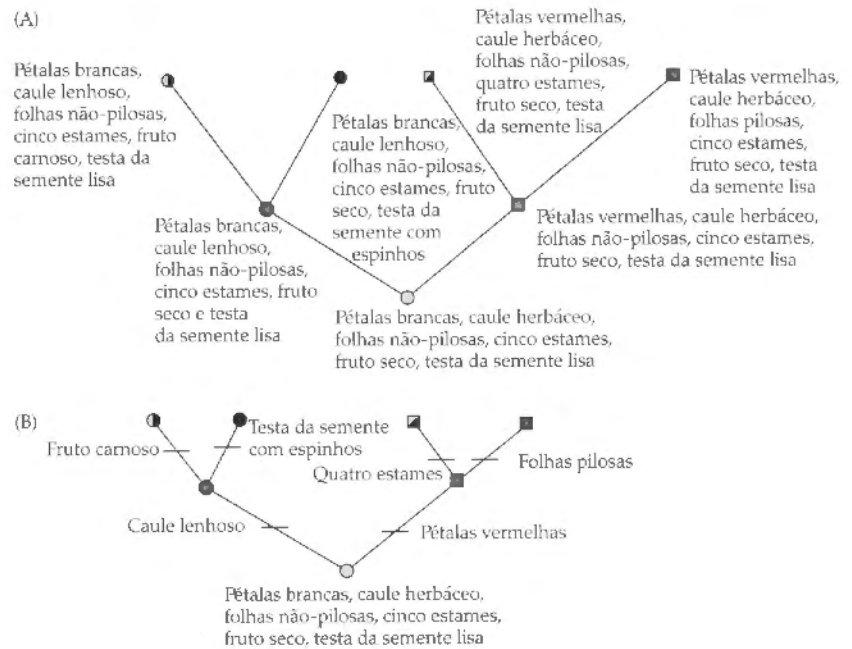 (A)
Pétalas brancas,
caule lenhoso,
folhas não-pilosas,
cinco estames, fruto
carnoso, testa da
semente lisa
Pétalas brancas,
caule lenhoso,
folhas não-pilosas,
cinco estames, fruto
seco, testa da
semente com
espinhos
Pétalas vermelhas,
caule herbáceo,
folhas não-pilosas,
quatro estames,
fruto seco, testa
da semente lisa
Pétalas vermelhas,
caule herbáceo,
folhas pilosas,
cinco estames,
fruto seco, testa
da semente lisa
Pétalas brancas,
caule lenhoso,
folhas não-pilosas,
cinco estames, fruto
seco e testa
da semente lisa
Pétalas vermelhas, caule herbáceo,
folhas não-pilosas, cinco estames,
fruto seco, testa da semente lisa
Pétalas brancas, caule herbáceo,
folhas não-pilosas, cinco estames,
fruto seco, testa da semente lisa
(B)
Fruto carnoso
Testa da semente
com espinhos
Quatro estames
Folhas pilosas
Caule lenhoso
Pétalas vermelhas
Pétalas brancas, caule herbáceo,
folhas não-pilosas, cinco estames,
fruto seco, testa da semente lisa